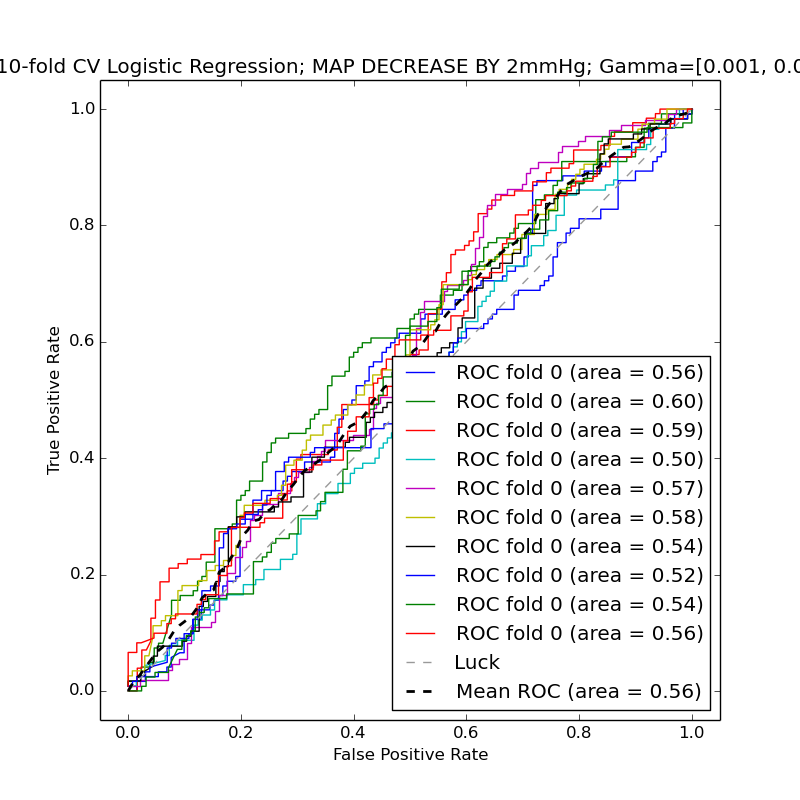 10-fold CV Logistic Regression; MAP DECREASE BY 2mmHg; Gamma=[0.001, 0.0
1.0
0.8
0.6
0.4
0.2
0.0
True Positive Rate
ROC fold 0 (area = 0.56)
ROC fold 0 (area = 0.60)
ROC fold 0 (area = 0.59)
ROC fold 0 (area = 0.50)
ROC fold 0 (area = 0.57)
ROC fold 0 (area = 0.58)
ROC fold 0 (area = 0.54)
ROC fold 0 (area = 0.52)
ROC fold 0 (area = 0.54)
ROC fold 0 (area = 0.56)
Luck
Mean ROC (area = 0.56)
0.0 0.2 0.4 0.6 0.8 1.0
False Positive Rate